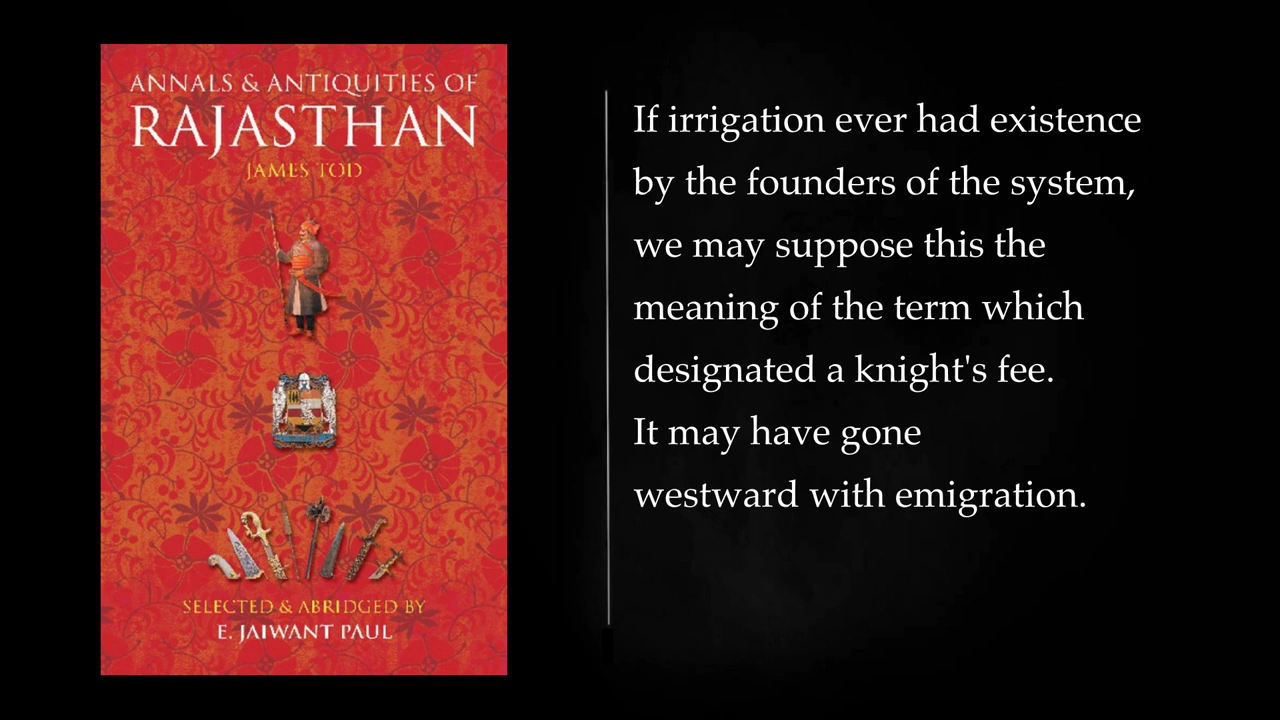 ANNALS & ANTIQUITIES OF
RAJASTHAN
JAMES TOD
SELECTED & ABRIDGED BY
E. JAIWANT PAUL
If irrigation ever had existence
by the founders of the system,
we may suppose this the
meaning of the term which
designated a knight's fee.
It may have gone
westward with emigration.